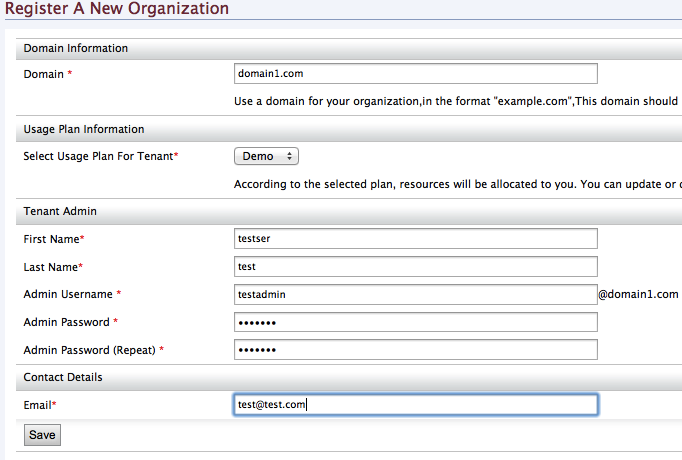 Register A New Organization
Domain Information
Domain *
domain1.com
Use a domain for your organization,in the format "example.com",This domain should
Usage Plan Information
Select Usage Plan For Tenant*
Demo
According to the selected plan, resources will be allocated to you. You can update or
Tenant Admin
First Name*
testser
Last Name*
test
Admin Username *
testadmin
@domain1.com
Admin Password *
•••••••
Admin Password (Repeat) *
•••••••
Contact Details
Email*
test@test.com
Save